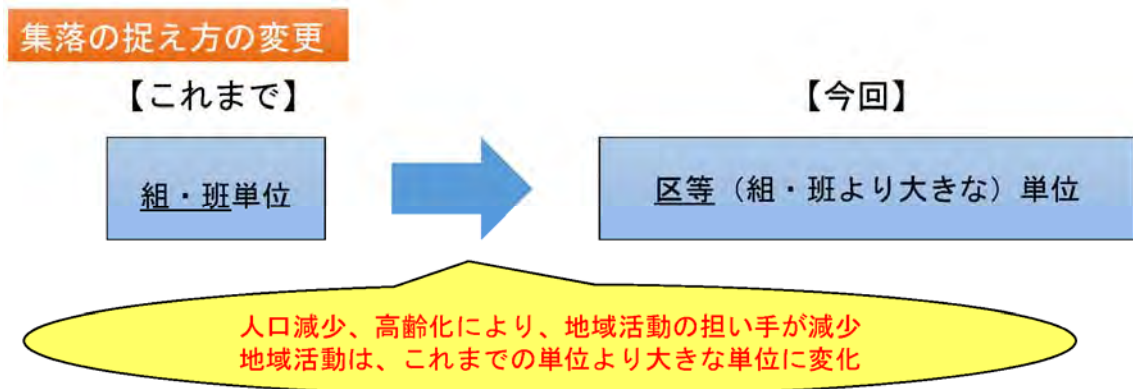 集落の捉え方の変更
【これまで】
【今回】
組・班単位
区等（組・班より大きな）単位
人口減少、高齢化により、地域活動の担い手が減少
地域活動は、これまでの単位より大きな単位に変化